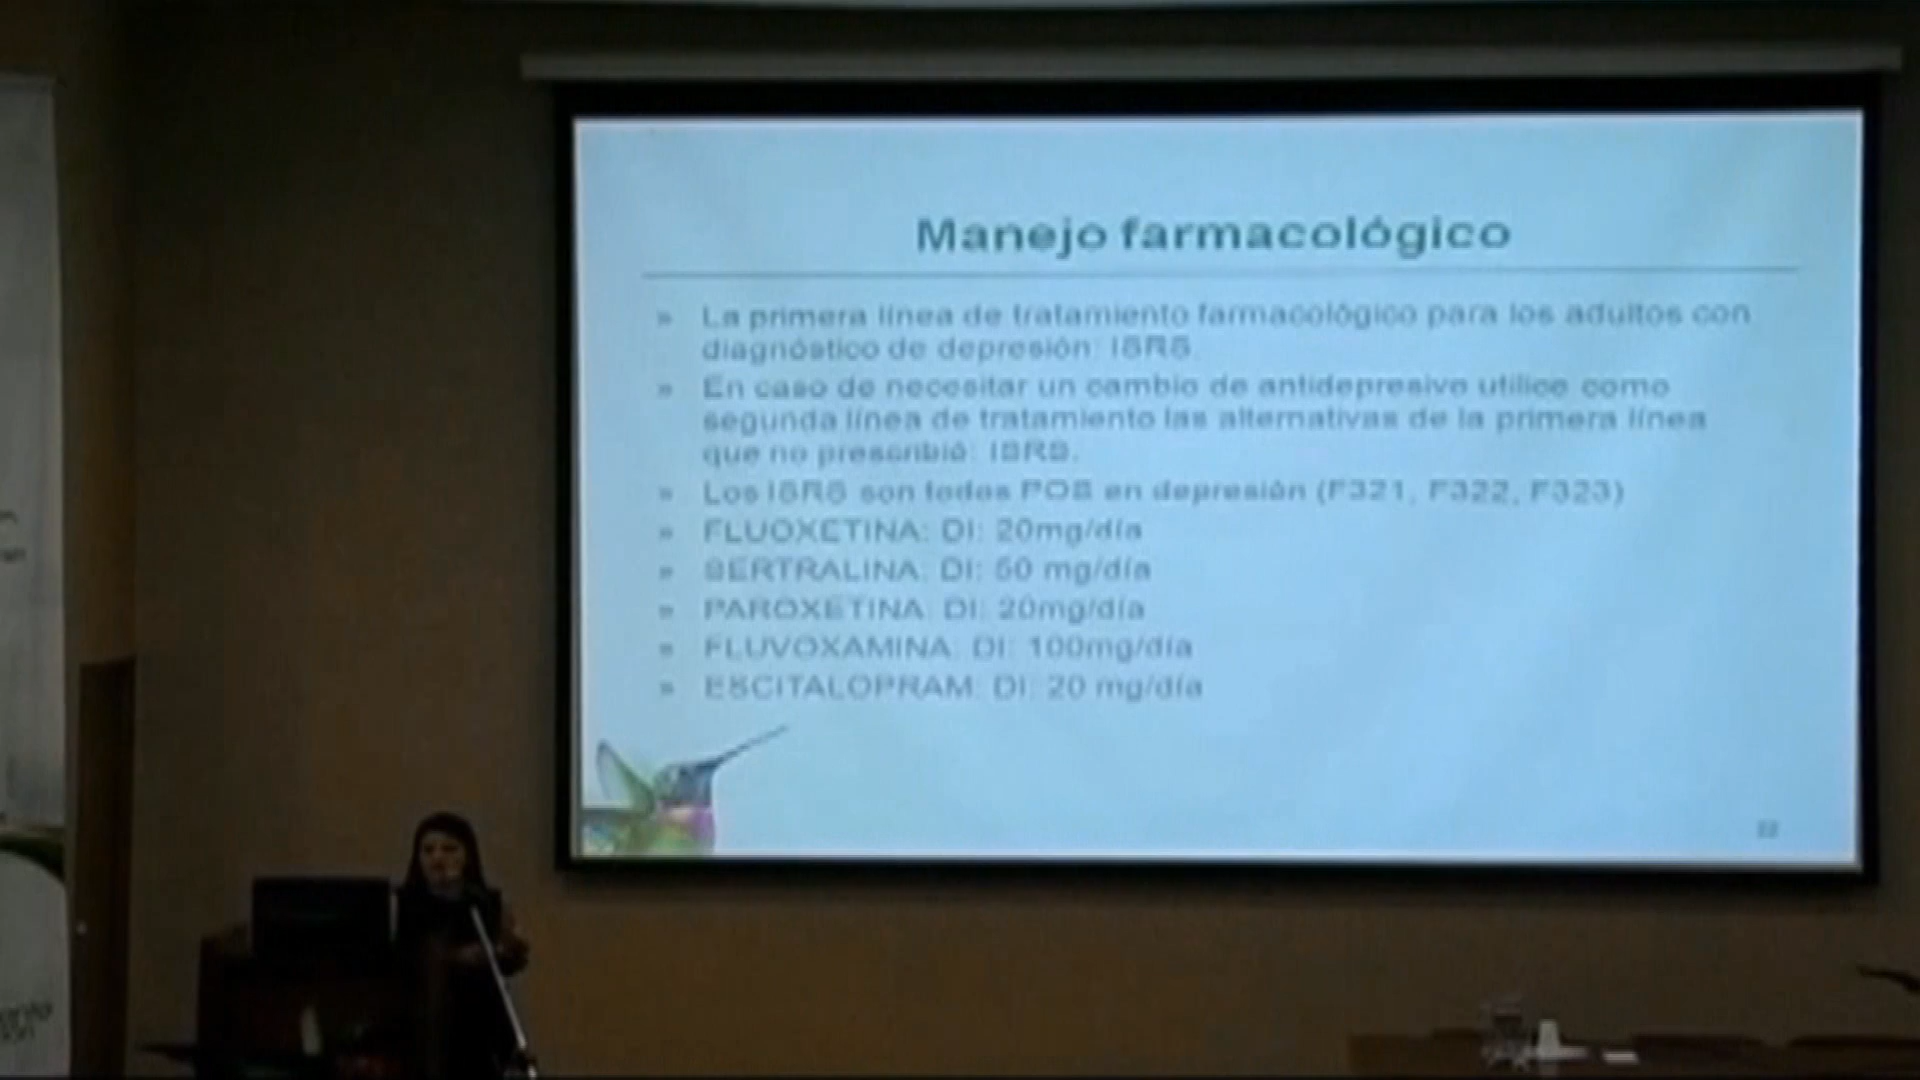 Manejo farmacológico
» La primera línea de tratamiento farmacológico para los adultos con
diagnóstico de depresión: ISRS.
» En caso de necesitar un cambio de antidepresivo utilice como
segunda línea de tratamiento las alternativas de la primera línea
que no prescribió: ISRS.
» Los ISRS son todos POS en depresión (F321, F322, F323)
» FLUOXETINA: DI: 20mg/día
» SERTRALINA: DI: 50 mg/día
» PAROXETINA: DI: 20mg/día
» FLUVOXAMINA: DI: 100mg/día
» ESCITALOPRAM: DI: 20 mg/día